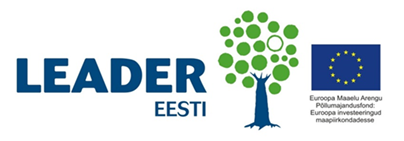 LEADER
EESTI
Euroopa Maaelu Arengu
Põllumajandusfond:
Euroopa investeeringud
maapiirkondadesse